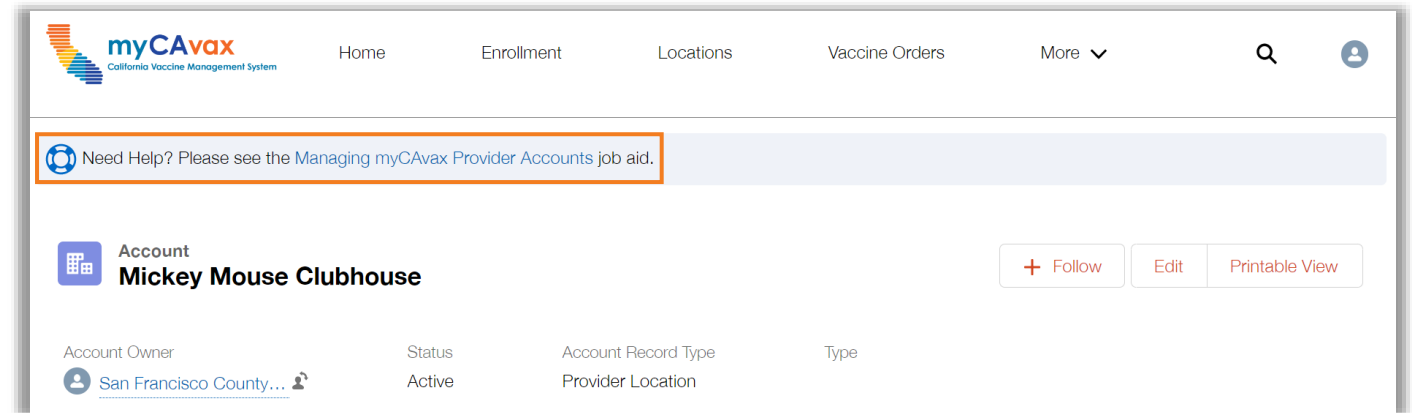 myCAvax
California Vaccine Management System
Home Enrollment Locations Vaccine Orders More
Need Help? Please see the Managing myCAvax Provider Accounts job aid.
Account
Mickey Mouse Clubhouse
+ Follow Edit Printable View
Account Owner Status Account Record Type Type
San Francisco County... Active Provider Location